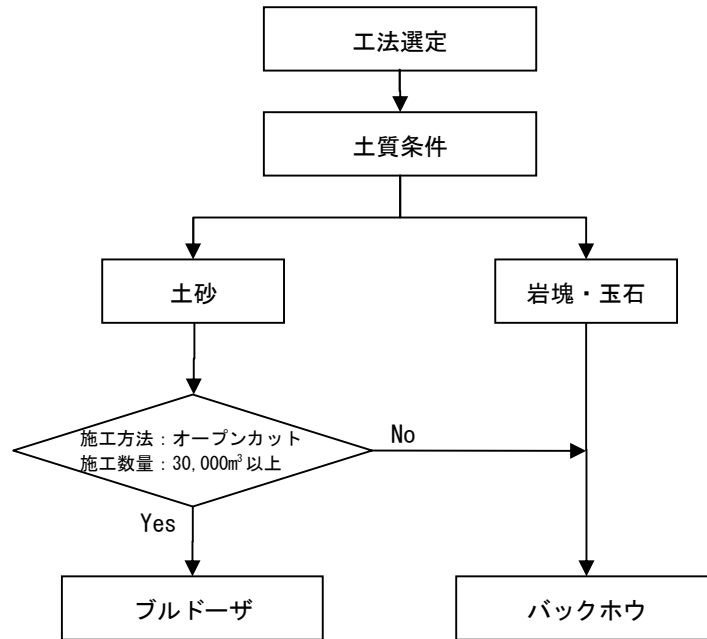 工法選定
土質条件
土砂
岩塊・玉石
施工方法：オープンカット
施工数量：30,000m³以上
No
Yes
ブルドーザ
バックホウ